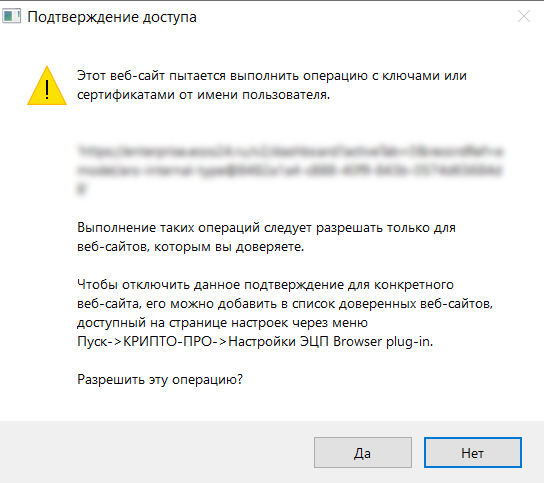 Подтверждение доступа
Этот веб-сайт пытается выполнить операцию с ключами или
сертификатами от имени пользователя.
Выполнение таких операций следует разрешать только для
веб-сайтов, которым вы доверяете.
Чтобы отключить данное подтверждение для конкретного
веб-сайта, его можно добавить в список доверенных веб-сайтов,
доступный на странице настроек через меню
Пуск->КРИПТО-ПРО->Настройки ЭЦП Browser plug-in.
Разрешить эту операцию?
Да
Нет